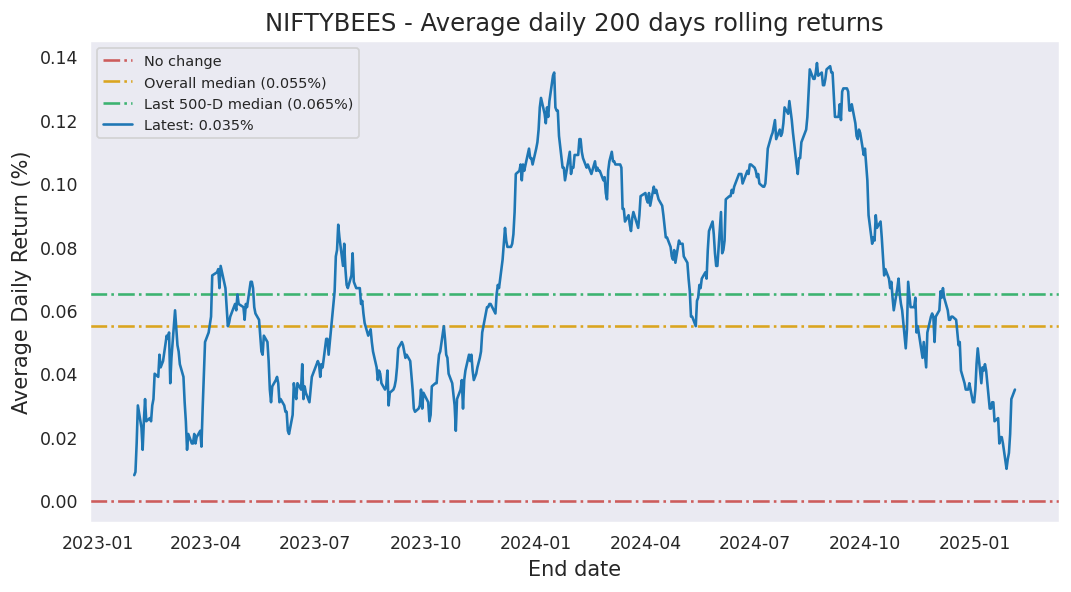 NIFTYBEES - Average daily 200 days rolling returns
No change
Overall median (0.055%)
Last 500-D median (0.065%)
Latest: 0.035%
Average Daily Return (%)
0.14
0.12
0.10
0.08
0.06
0.04
0.02
0.00
2023-01 2023-04 2023-07 2023-10 2024-01 2024-04 2024-07 2024-10 2025-01
End date